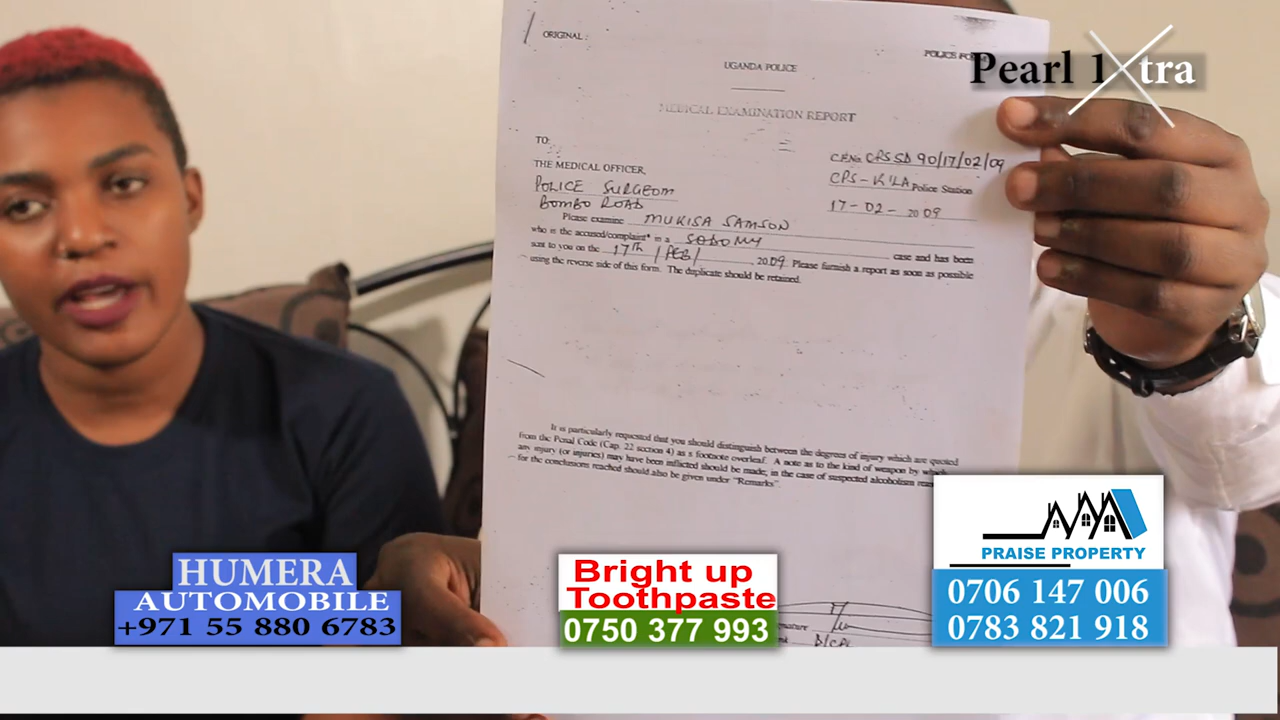 ORIGINAL :
UGANDA POLICE
MEDICAL EXAMINATION REPORT
Pearl 1Xtra
TO:
THE MEDICAL OFFICER,
POLICE SURGEON
BOMBO ROAD
CPS SD 90/17/02/09
CPS - K'LA Police Station
17-02- 2009
Please examine MUKISA SAMSON
who is the accused/complaint* in a SODOMY case and has been
sent to you on the 17th /FEB/ 2009 Please furnish a report as soon as possible
using the reverse side of this form. The duplicate should be retained.
It is particularly requested that you should distinguish between the degrees of injury which are quoted
from the Penal Code (Cap. 22 section 4) as s footnote overleaf. A note as to the kind of weapon by
any injury (or injuries) may have been inflicted should be made; in the case of suspected alcoholism
for the conclusions reached should also be given under "Remarks".
HUMERA
AUTOMOBILE
+971 55 880 6783
Bright up
Toothpaste
0750 377 993
PRAISE PROPERTY
0706 147 006
0783 821 918